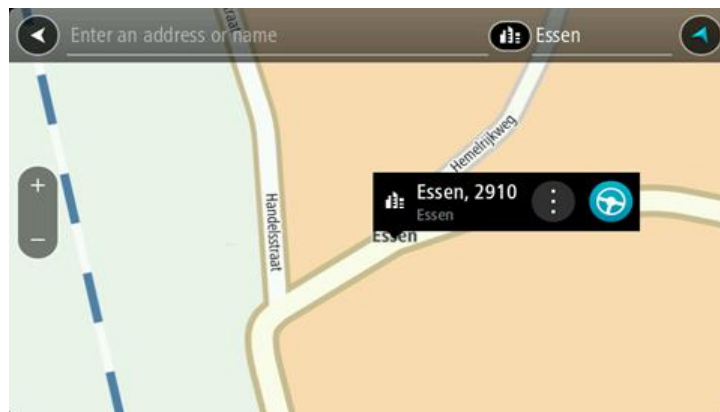 Enter an address or name
Essen
Hemelrijkweg
Essen, 2910
Essen
Essen
Handelsstraat